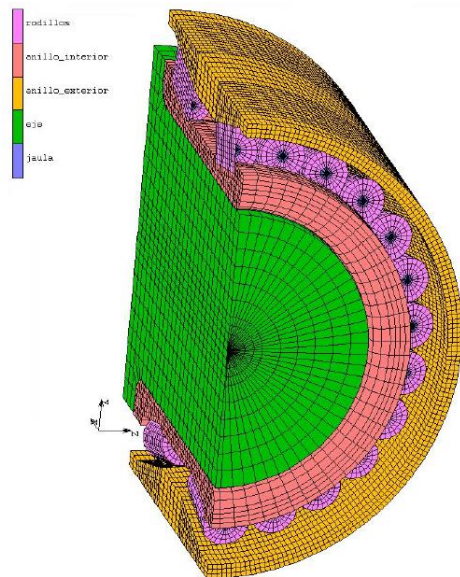 rodillos
anillo_interior
anillo_exterior
eje
jaula
Z